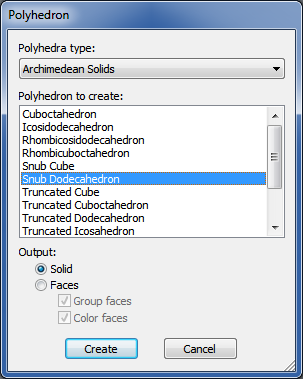 Polyhedron
Polyhedra type:
Archimedean Solids
Polyhedron to create:
Cuboctahedron
Icosidodecahedron
Rhombicosidodecahedron
Rhombicuboctahedron
Snub Cube
Snub Dodecahedron
Truncated Cube
Truncated Cuboctahedron
Truncated Dodecahedron
Truncated Icosahedron
Output:
Solid
Faces
Group faces
Color faces
Create Cancel